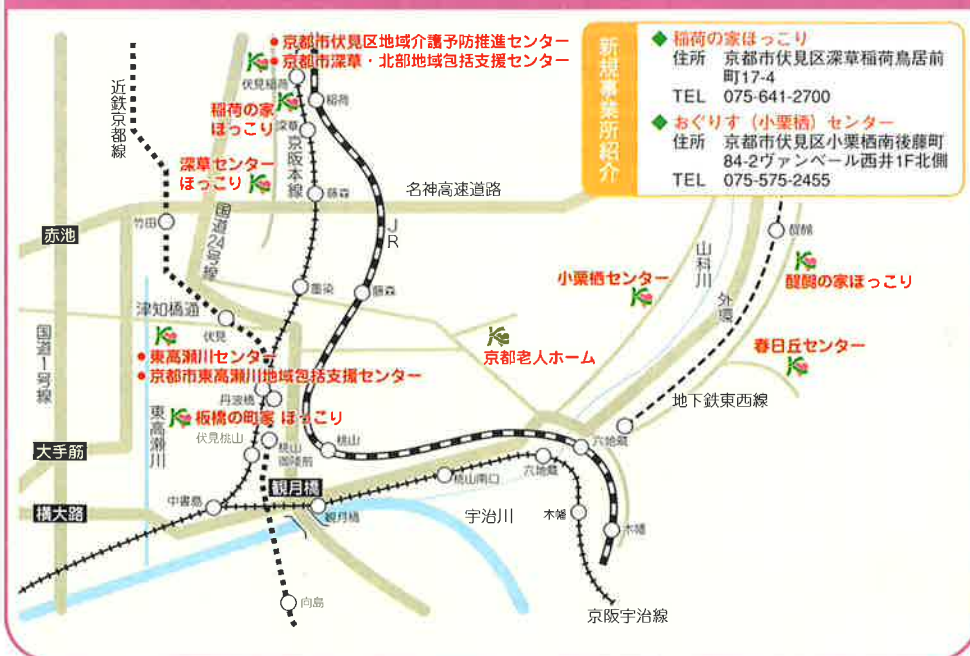 ● 京都市伏見区地域介護予防推進センター
● 京都市深草・北部地域包括支援センター
新規事業所紹介
◆ 稲荷の家ほっこり
住所 京都市伏見区深草稲荷鳥居前
町17-4
TEL 075-641-2700
◆ おぐりす（小栗栖）センター
住所 京都市伏見区小栗栖南後藤町
84-2ヴァンベール西井1F北側
TEL 075-575-2455
近鉄京都線
伏見稲荷
稲荷
稲荷の家
ほっこり
深草
京阪本線
深草センター
ほっこり
藤森
名神高速道路
国道24号線
竹田
赤池
JR
山科川
醍醐
小栗栖センター
醍醐の家ほっこり
外環
墨染
藤森
津知橋通
伏見
国道1号線
京都老人ホーム
春日丘センター
● 東高瀬川センター
● 京都市東高瀬川地域包括支援センター
丹波橋
地下鉄東西線
板橋の町家 ほっこり
東高瀬川
伏見桃山
桃山
御陵前
桃山
六地蔵
大手筋
六地蔵
桃山南口
観月橋
中書島
観月橋
横大路
宇治川
木幡
木幡
向島
京阪宇治線